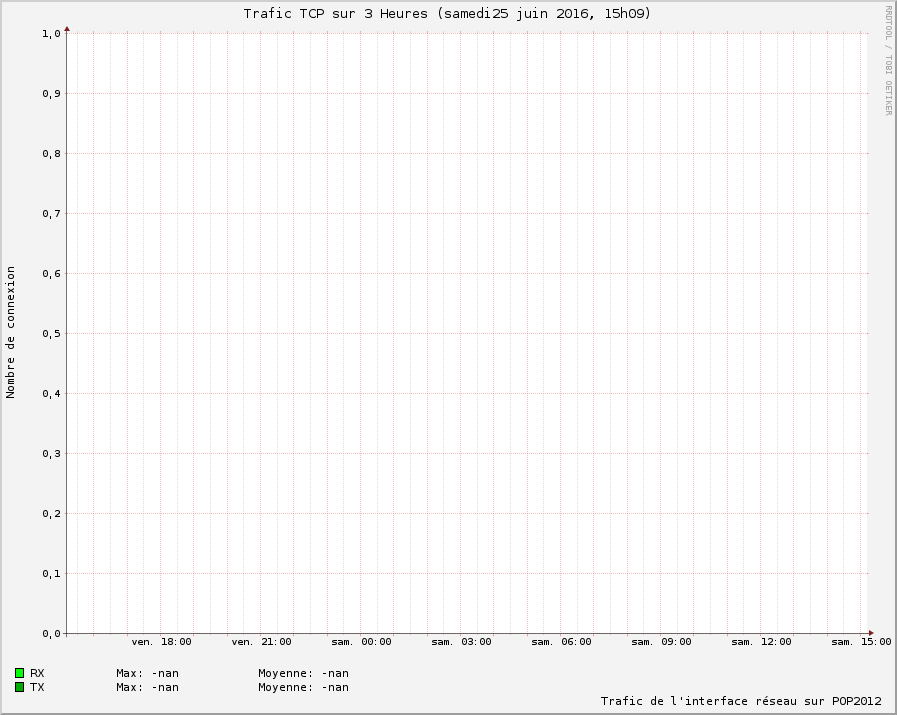 Trafic TCP sur 3 Heures (samedi25 juin 2016, 15h09)
RRDTOOL / TOBI OETIKER
Nombre de connexion
1,0
0,9
0,8
0,7
0,6
0,5
0,4
0,3
0,2
0,1
0,0
ven. 18:00 ven. 21:00 sam. 00:00 sam. 03:00 sam. 06:00 sam. 09:00 sam. 12:00 sam. 15:00
RX Max: -nan Moyenne: -nan
TX Max: -nan Moyenne: -nan
Trafic de l'interface réseau sur POP2012